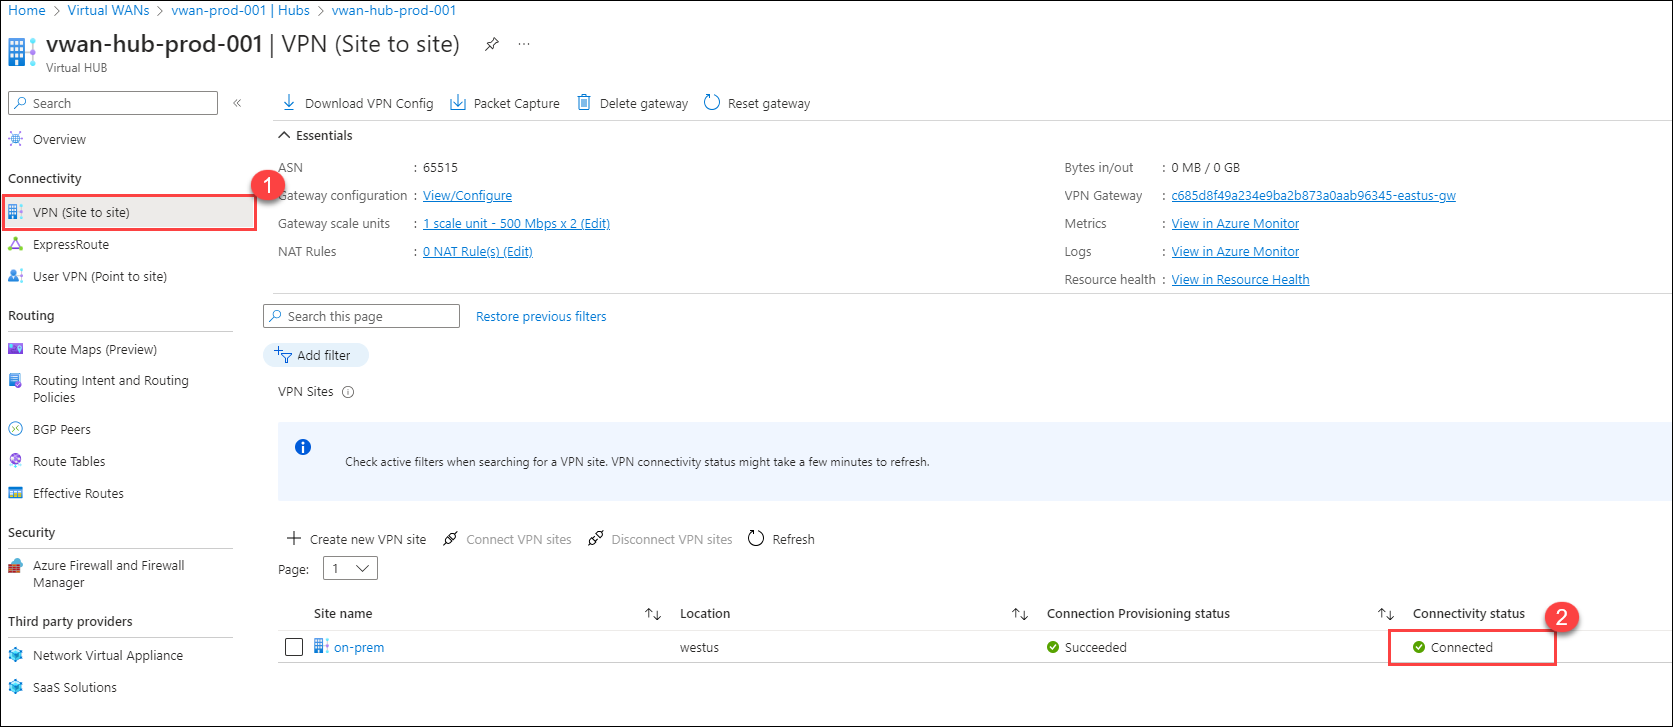 Home > Virtual WANs > vwan-prod-001 | Hubs > vwan-hub-prod-001
vwan-hub-prod-001 | VPN (Site to site)
Virtual HUB
Search
Overview
Connectivity
1
VPN (Site to site)
ExpressRoute
User VPN (Point to site)
Routing
Route Maps (Preview)
Routing Intent and Routing
Policies
BGP Peers
Route Tables
Effective Routes
Security
Azure Firewall and Firewall
Manager
Third party providers
Network Virtual Appliance
SaaS Solutions
Download VPN Config Packet Capture Delete gateway Reset gateway
Essentials
ASN : 65515
Gateway configuration : View/Configure
Gateway scale units : 1 scale unit - 500 Mbps x 2 (Edit)
NAT Rules : 0 NAT Rule(s) (Edit)
Bytes in/out : 0 MB / 0 GB
VPN Gateway : c685d8f49a234e9ba2b873a0aab96345-eastus-gw
Metrics : View in Azure Monitor
Logs : View in Azure Monitor
Resource health : View in Resource Health
Search this page Restore previous filters
Add filter
VPN Sites
Check active filters when searching for a VPN site. VPN connectivity status might take a few minutes to refresh.
Create new VPN site Connect VPN sites Disconnect VPN sites Refresh
Page: 1
Site name Location Connection Provisioning status Connectivity status
2
on-prem westus Succeeded Connected